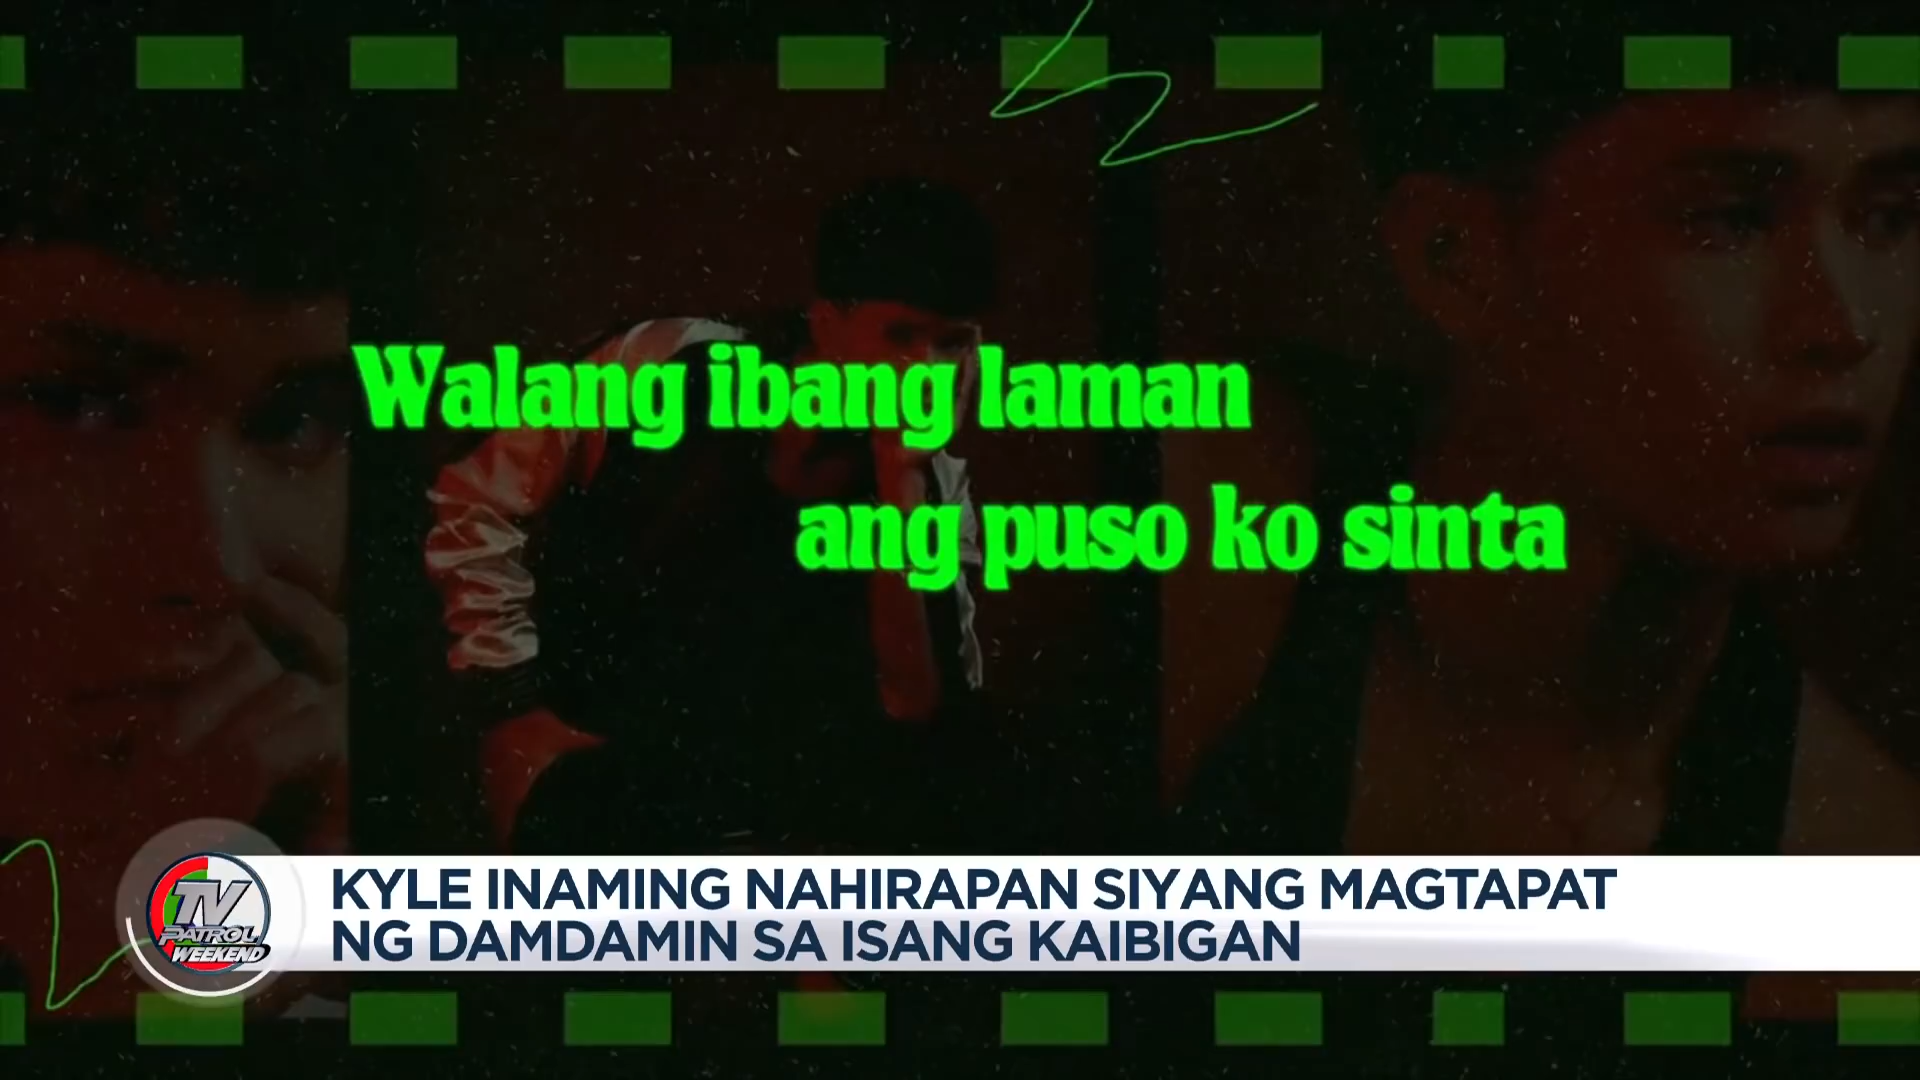 Walang ibang laman
ang puso ko sinta
TV
PATROL
WEEKEND
KYLE INAMING NAHIRAPAN SIYANG MAGTAPAT
NG DAMDAMIN SA ISANG KAIBIGAN